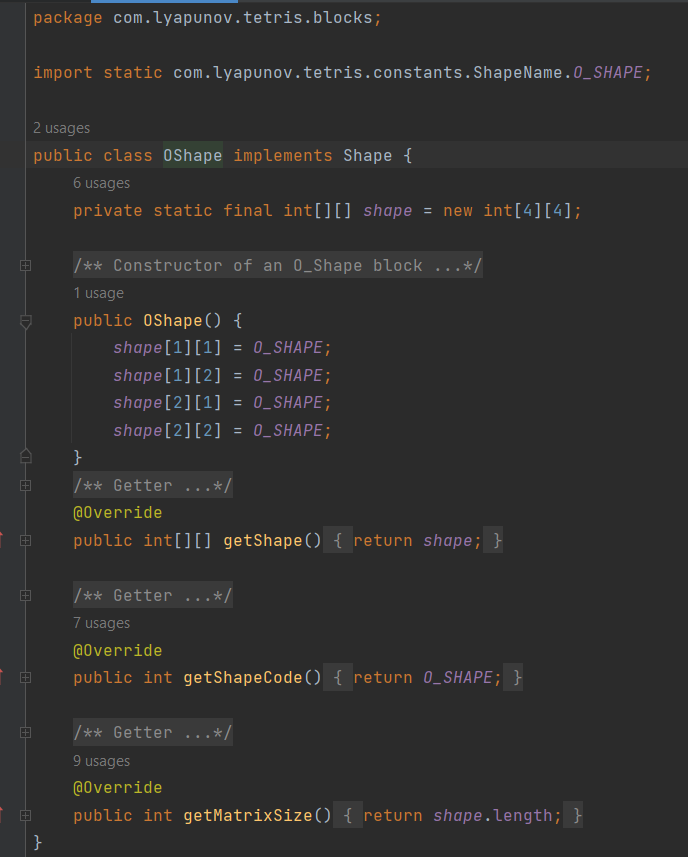 package com.lyapunov.tetris.blocks;
import static com.lyapunov.tetris.constants.ShapeName.O_SHAPE;
2 usages
public class OShape implements Shape {
6 usages
private static final int[][] shape = new int[4][4];
/** Constructor of an O_Shape block ...*/
1 usage
public OShape() {
shape[1][1] = O_SHAPE;
shape[1][2] = O_SHAPE;
shape[2][1] = O_SHAPE;
shape[2][2] = O_SHAPE;
}
/** Getter ...*/
@Override
public int[][] getShape() { return shape; }
/** Getter ...*/
7 usages
@Override
public int getShapeCode() { return O_SHAPE; }
/** Getter ...*/
9 usages
@Override
public int getMatrixSize() { return shape.length; }
}